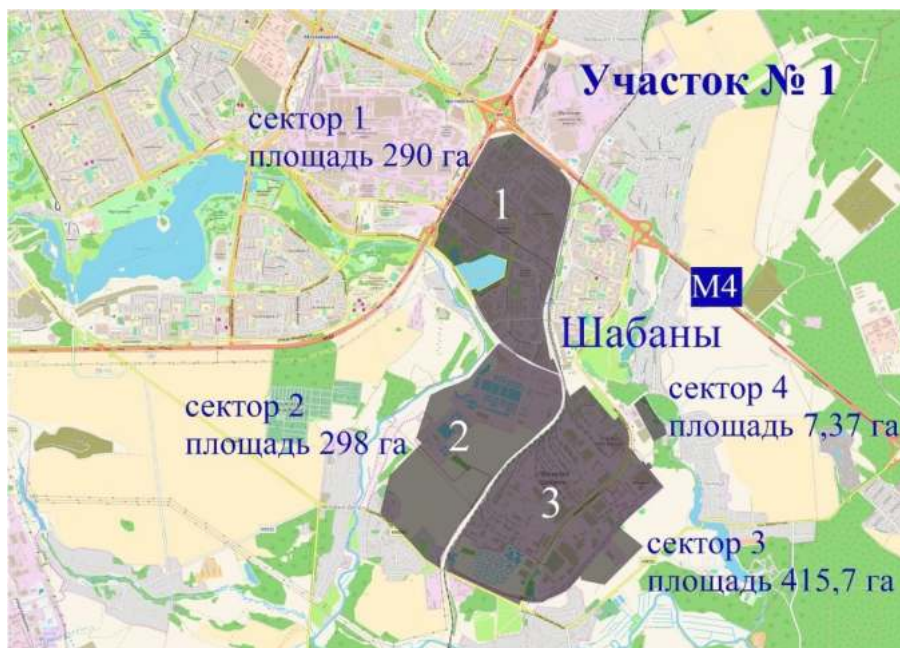 Участок № 1
сектор 1
площадь 290 га
1
М4
Шабаны
сектор 4
площадь 7,37 га
сектор 2
площадь 298 га
2
3
сектор 3
площадь 415,7 га